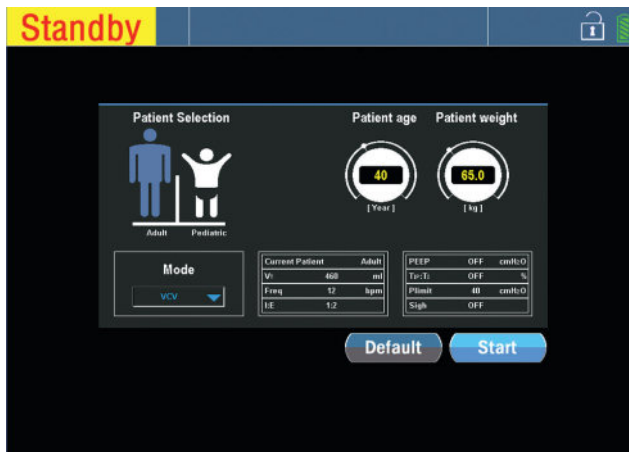 Standby
Patient Selection
Patient age
Patient weight
40
65.0
[ Year ]
[ kg ]
Adult
Pediatric
Mode
VCV
Current Patient Adult
Vt 460 ml
Freq 12 bpm
I:E 1:2
PEEP OFF cmH2O
TIP:TI OFF %
Plimit 40 cmH2O
Sigh OFF
Default
Start